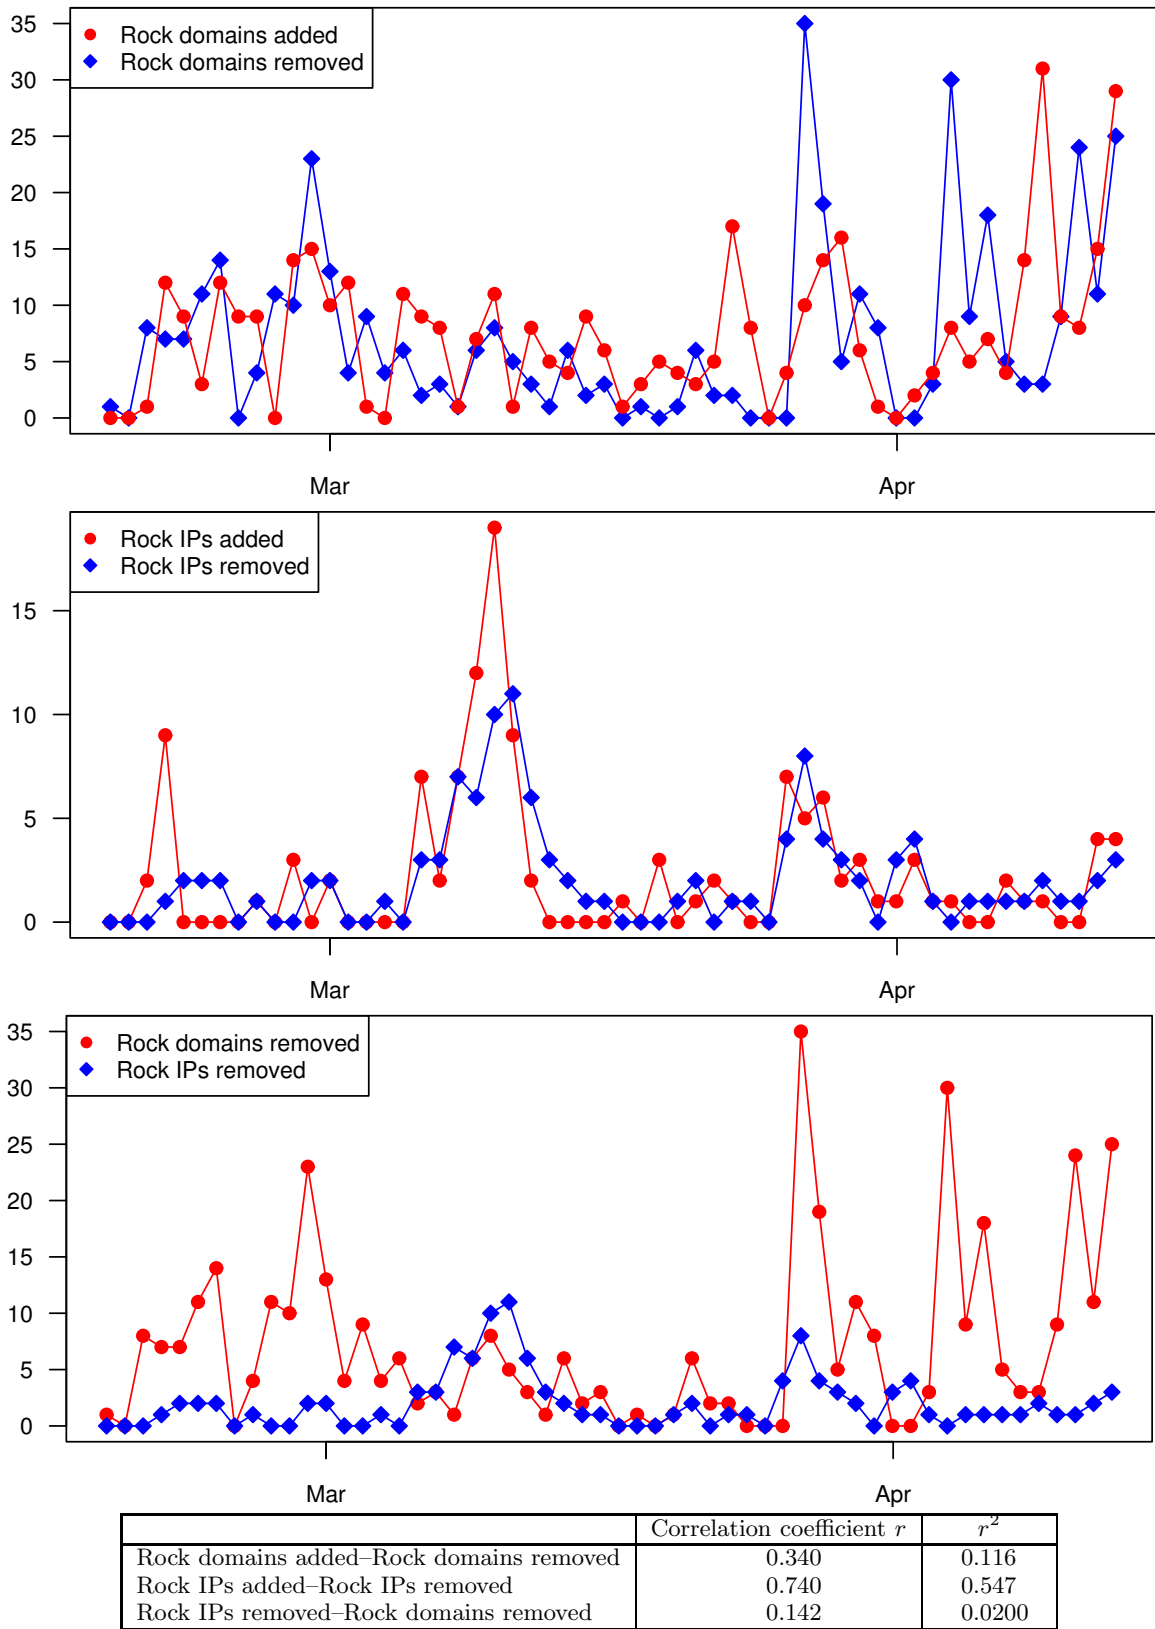 35
30
25
20
15
10
5
0
Rock domains added
Rock domains removed
Mar Apr
15
10
5
0
Rock IPs added
Rock IPs removed
Mar Apr
35
30
25
20
15
10
5
0
Rock domains removed
Rock IPs removed
Mar Apr
Correlation coefficient r r²
Rock domains added–Rock domains removed 0.340 0.116
Rock IPs added–Rock IPs removed 0.740 0.547
Rock IPs removed–Rock domains removed 0.142 0.0200